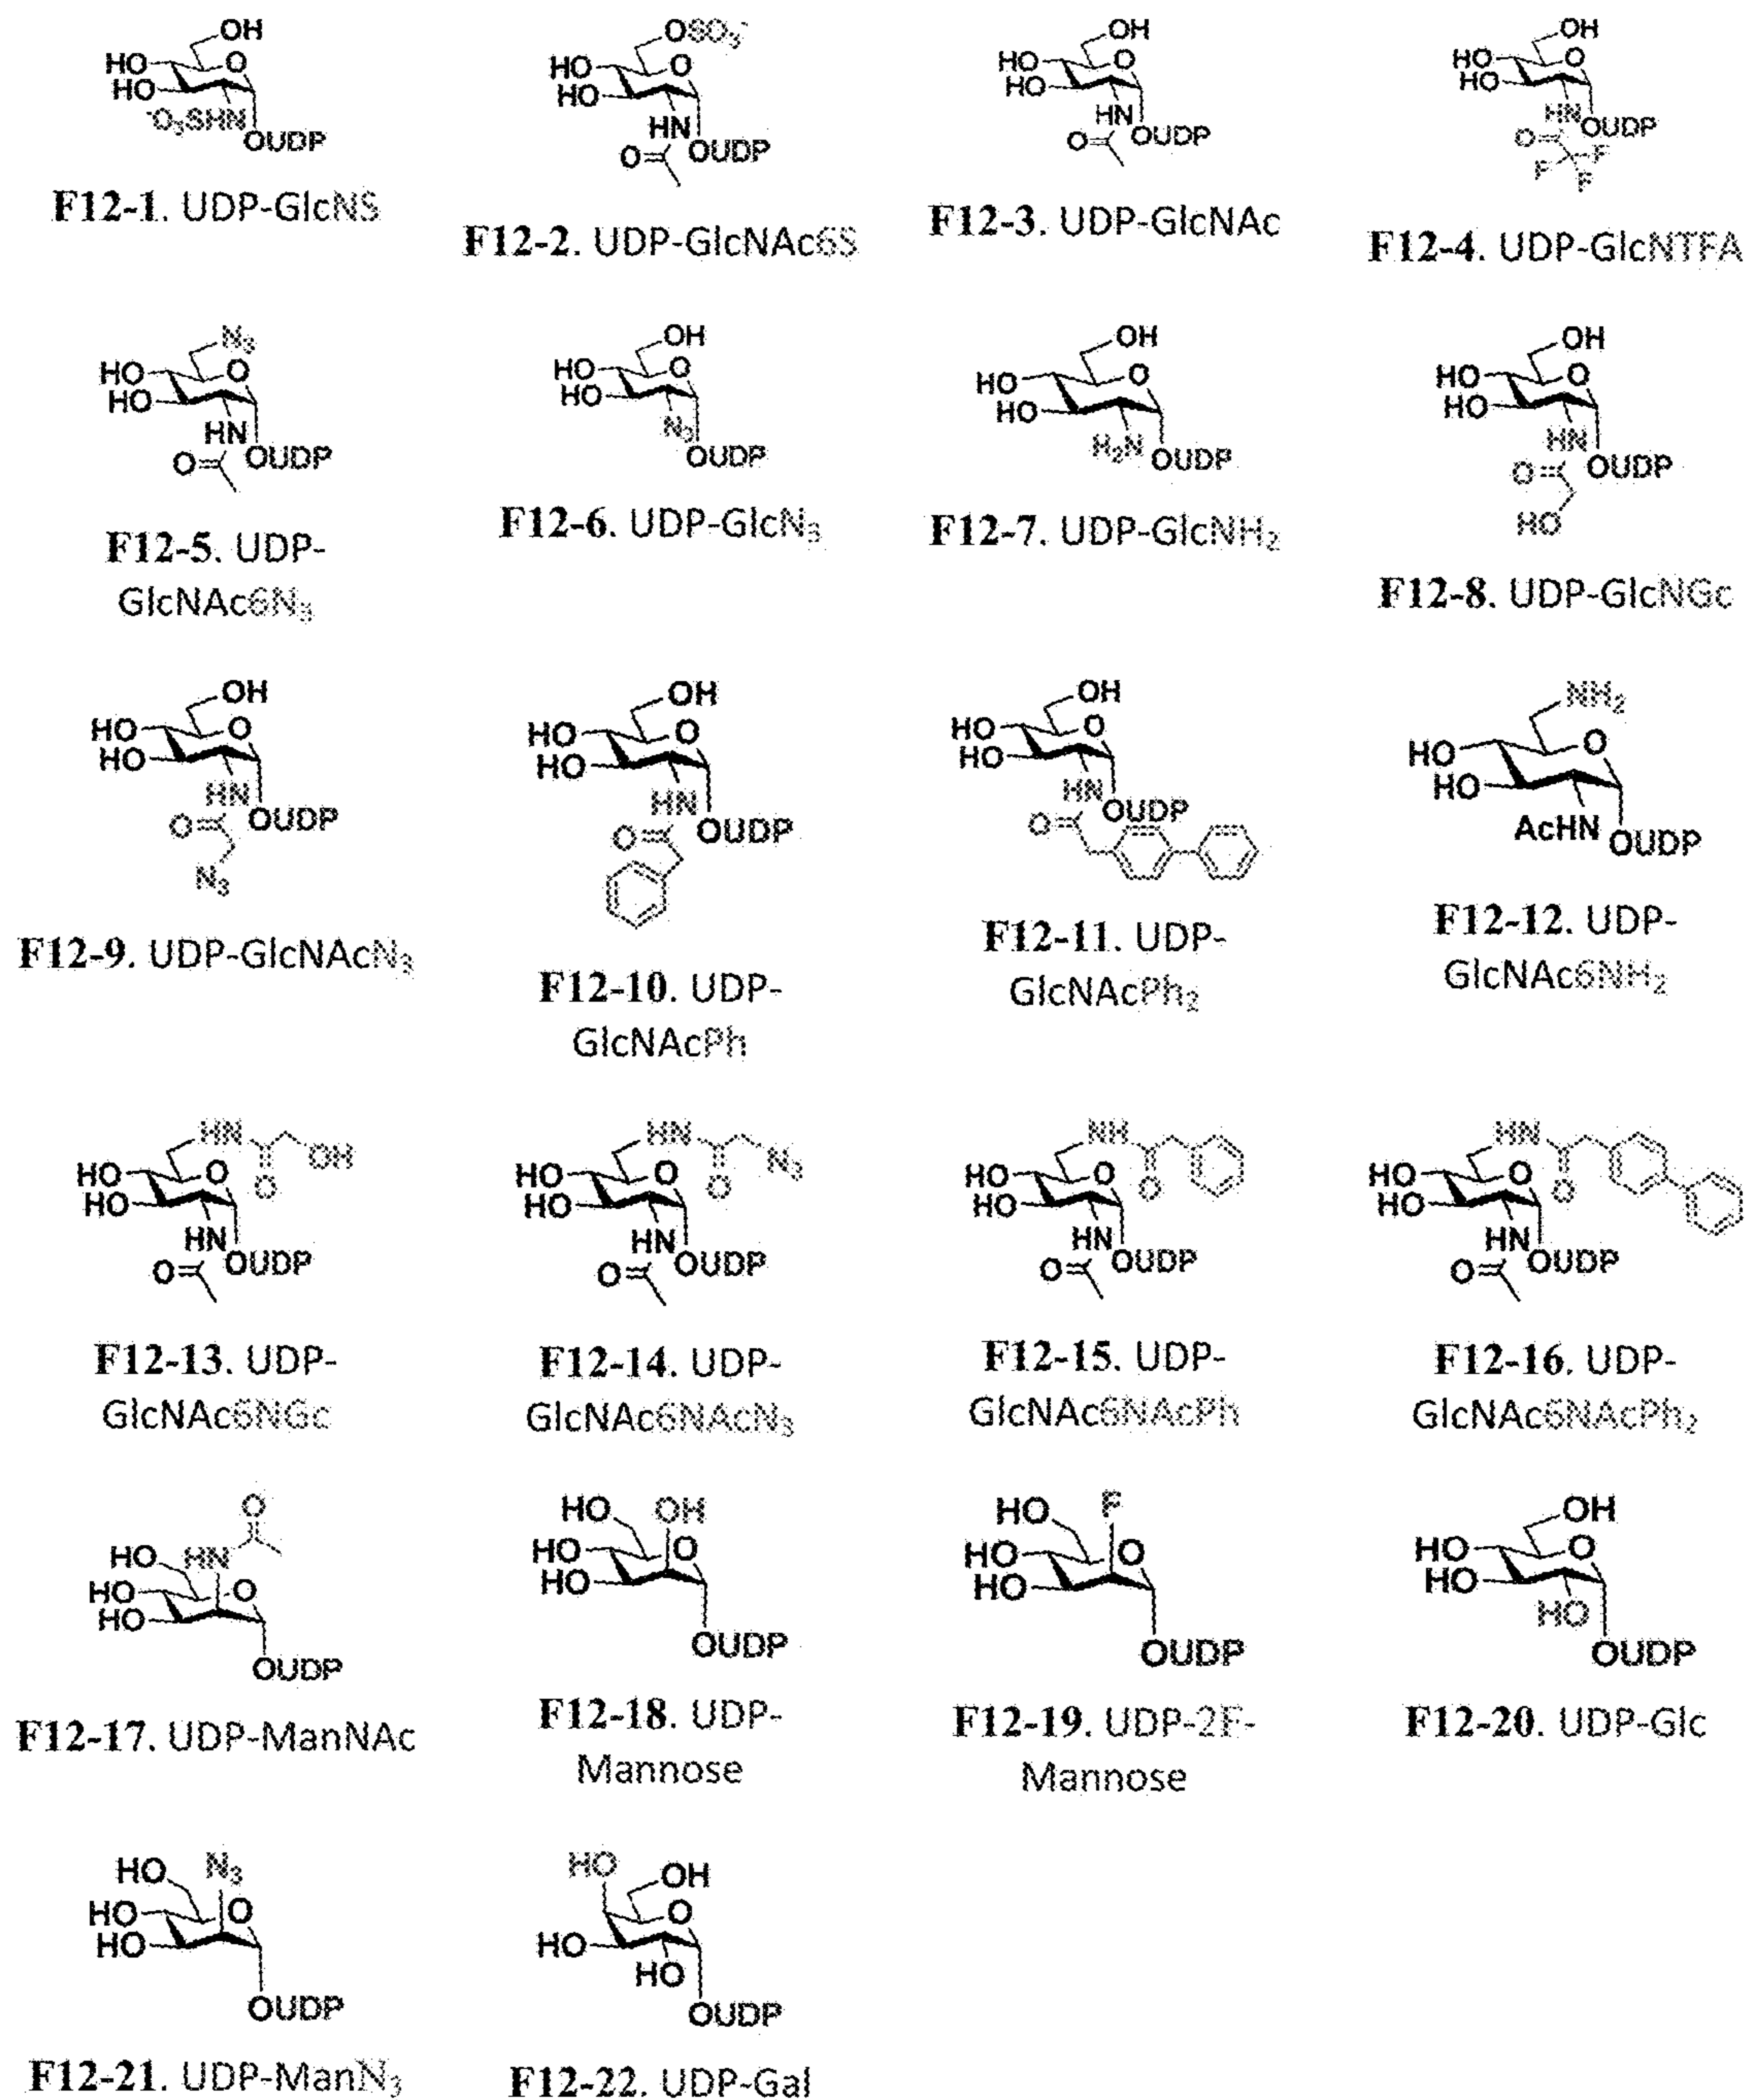 OH
HO
O
HO
⁻O₃SHN
OUDP
F12-1. UDP-GlcNS
OSO₃⁻
HO
O
HO
HN
O
OUDP
F12-2. UDP-GlcNAc6S
OH
HO
O
HO
HN
O
OUDP
F12-3. UDP-GlcNAc
OH
HO
O
HO
HN
O
OUDP
F
F
F
F12-4. UDP-GlcNTFA
N₃
HO
O
HO
HN
O
OUDP
F12-5. UDP-
GlcNAc6N₃
OH
HO
O
HO
N₃
OUDP
F12-6. UDP-GlcN₃
OH
HO
O
HO
H₂N
OUDP
F12-7. UDP-GlcNH₂
OH
HO
O
HO
HN
O
OUDP
HO
F12-8. UDP-GlcNGc
OH
HO
O
HO
HN
O
OUDP
N₃
F12-9. UDP-GlcNAcN₃
OH
HO
O
HO
HN
O
OUDP
F12-10. UDP-
GlcNAcPh
OH
HO
O
HO
HN
OUDP
O
F12-11. UDP-
GlcNAcPh₂
NH₂
HO
O
HO
AcHN
OUDP
F12-12. UDP-
GlcNAc6NH₂
HN
OH
O
HO
O
HO
HN
O
OUDP
F12-13. UDP-
GlcNAc6NGc
HN
N₃
O
HO
O
HO
HN
O
OUDP
F12-14. UDP-
GlcNAc6NAcN₃
NH
O
HO
O
HO
HN
O
OUDP
F12-15. UDP-
GlcNAc6NAcPh
HN
O
HO
O
HO
HN
O
OUDP
F12-16. UDP-
GlcNAc6NAcPh₂
O
HO
HN
HO
O
HO
OUDP
F12-17. UDP-ManNAc
HO
OH
HO
O
HO
OUDP
F12-18. UDP-
Mannose
HO
F
HO
O
HO
OUDP
F12-19. UDP-2F-
Mannose
OH
HO
O
HO
HO
OUDP
F12-20. UDP-Glc
HO
N₃
HO
O
HO
OUDP
F12-21. UDP-ManN₃
HO
OH
O
HO
HO
OUDP
F12-22. UDP-Gal